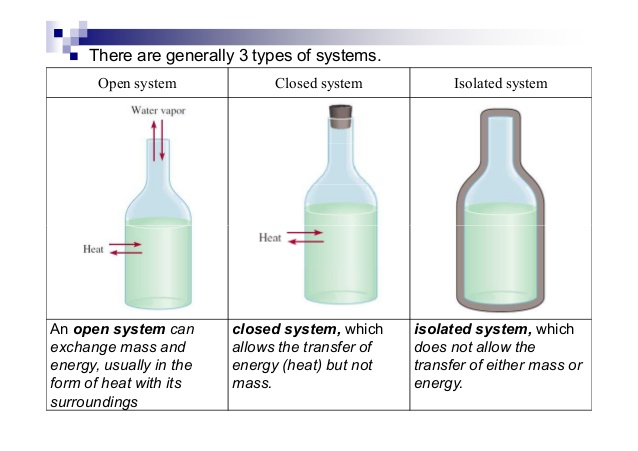 There are generally 3 types of systems.
Open system
Closed system
Isolated system
Water vapor
Heat
Heat
An open system can
exchange mass and
energy, usually in the
form of heat with its
surroundings
closed system, which
allows the transfer of
energy (heat) but not
mass.
isolated system, which
does not allow the
transfer of either mass or
energy.